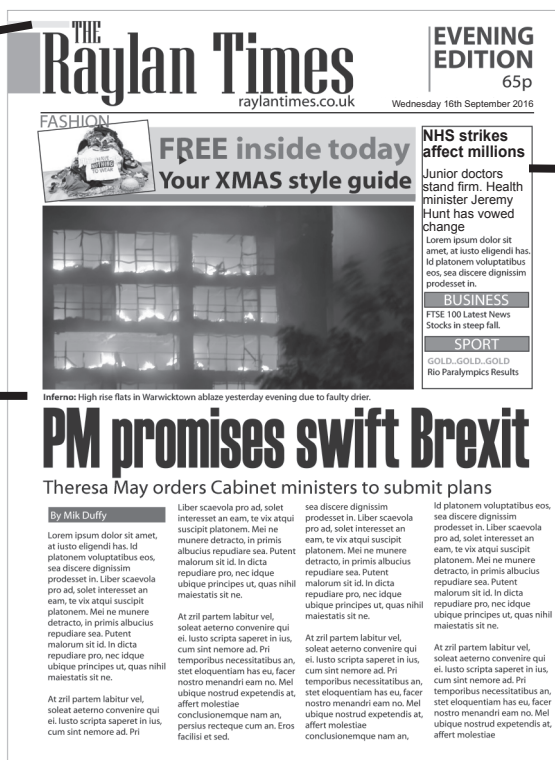 THE
Raylan Times
raylantimes.co.uk
EVENING
EDITION
65p
Wednesday 16th September 2016
FASHION
NOTHING
TO WEAR
FREE inside today
Your XMAS style guide
NHS strikes
affect millions
Junior doctors
stand firm. Health
minister Jeremy
Hunt has vowed
change
Lorem ipsum dolor sit
amet, at iusto eligendi has.
Id platonem voluptatibus
eos, sea discere dignissim
prodesset in.
BUSINESS
FTSE 100 Latest News
Stocks in steep fall.
SPORT
GOLD..GOLD..GOLD
Rio Paralympics Results
Inferno: High rise flats in Warwicktown ablaze yesterday evening due to faulty drier.
PM promises swift Brexit
Theresa May orders Cabinet ministers to submit plans
By Mik Duffy
Lorem ipsum dolor sit amet,
at iusto eligendi has. Id
platonem voluptatibus eos,
sea discere dignissim
prodesset in. Liber scaevola
pro ad, solet interesset an
eam, te vix atqui suscipit
platonem. Mei ne munere
detracto, in primis albucius
repudiare sea. Putent
malorum sit id. In dicta
repudiare pro, nec idque
ubique principes ut, quas nihil
maiestatis sit ne.
At zril partem labitur vel,
soleat aeterno convenire qui
ei. Iusto scripta saperet in ius,
cum sint nemore ad. Pri
Liber scaevola pro ad, solet
interesset an eam, te vix atqui
suscipit platonem. Mei ne
munere detracto, in primis
albucius repudiare sea. Putent
malorum sit id. In dicta
repudiare pro, nec idque
ubique principes ut, quas nihil
maiestatis sit ne.
At zril partem labitur vel,
soleat aeterno convenire qui
ei. Iusto scripta saperet in ius,
cum sint nemore ad. Pri
temporibus necessitatibus an,
stet eloquentiam has eu, facer
nostro menandri eam no. Mel
ubique nostrud expetendis at,
affert molestiae
conclusionemque nam an,
persius recteque cum an. Eros
facilisi et sed.
sea discere dignissim
prodesset in. Liber scaevola
pro ad, solet interesset an
eam, te vix atqui suscipit
platonem. Mei ne munere
detracto, in primis albucius
repudiare sea. Putent
malorum sit id. In dicta
repudiare pro, nec idque
ubique principes ut, quas nihil
maiestatis sit ne.
At zril partem labitur vel,
soleat aeterno convenire qui
ei. Iusto scripta saperet in ius,
cum sint nemore ad. Pri
temporibus necessitatibus an,
stet eloquentiam has eu, facer
nostro menandri eam no. Mel
ubique nostrud expetendis at,
affert molestiae
conclusionemque nam an,
Id platonem voluptatibus eos,
sea discere dignissim
prodesset in. Liber scaevola
pro ad, solet interesset an
eam, te vix atqui suscipit
platonem. Mei ne munere
detracto, in primis albucius
repudiare sea. Putent
malorum sit id. In dicta
repudiare pro, nec idque
ubique principes ut, quas nihil
maiestatis sit ne.
At zril partem labitur vel,
soleat aeterno convenire qui
ei. Iusto scripta saperet in ius,
cum sint nemore ad. Pri
temporibus necessitatibus an,
stet eloquentiam has eu, facer
nostro menandri eam no. Mel
ubique nostrud expetendis at,
affert molestiae